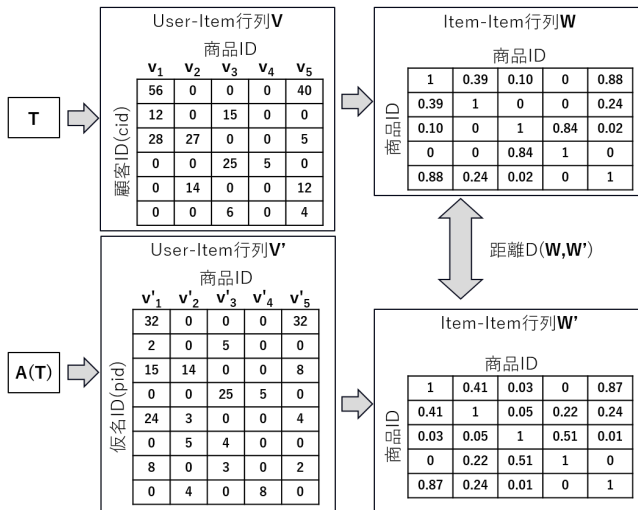 User-Item行列V
商品ID
v1 v2 v3 v4 v5
顧客ID(cid)
56 0 0 0 40
12 0 15 0 0
28 27 0 0 5
0 0 25 5 0
0 14 0 0 12
0 0 6 0 4
T
Item-Item行列W
商品ID
商品ID
1 0.39 0.10 0 0.88
0.39 1 0 0 0.24
0.10 0 1 0.84 0.02
0 0 0.84 1 0
0.88 0.24 0.02 0 1
距離D(W,W’)
User-Item行列V’
商品ID
v'1 v'2 v'3 v'4 v'5
仮名ID(pid)
32 0 0 0 32
2 0 5 0 0
15 14 0 0 8
0 0 25 5 0
24 3 0 0 4
0 5 4 0 0
8 0 3 0 2
0 4 0 8 0
A(T)
Item-Item行列W’
商品ID
商品ID
1 0.41 0.03 0 0.87
0.41 1 0.05 0.22 0.24
0.03 0.05 1 0.51 0.01
0 0.22 0.51 1 0
0.87 0.24 0.01 0 1